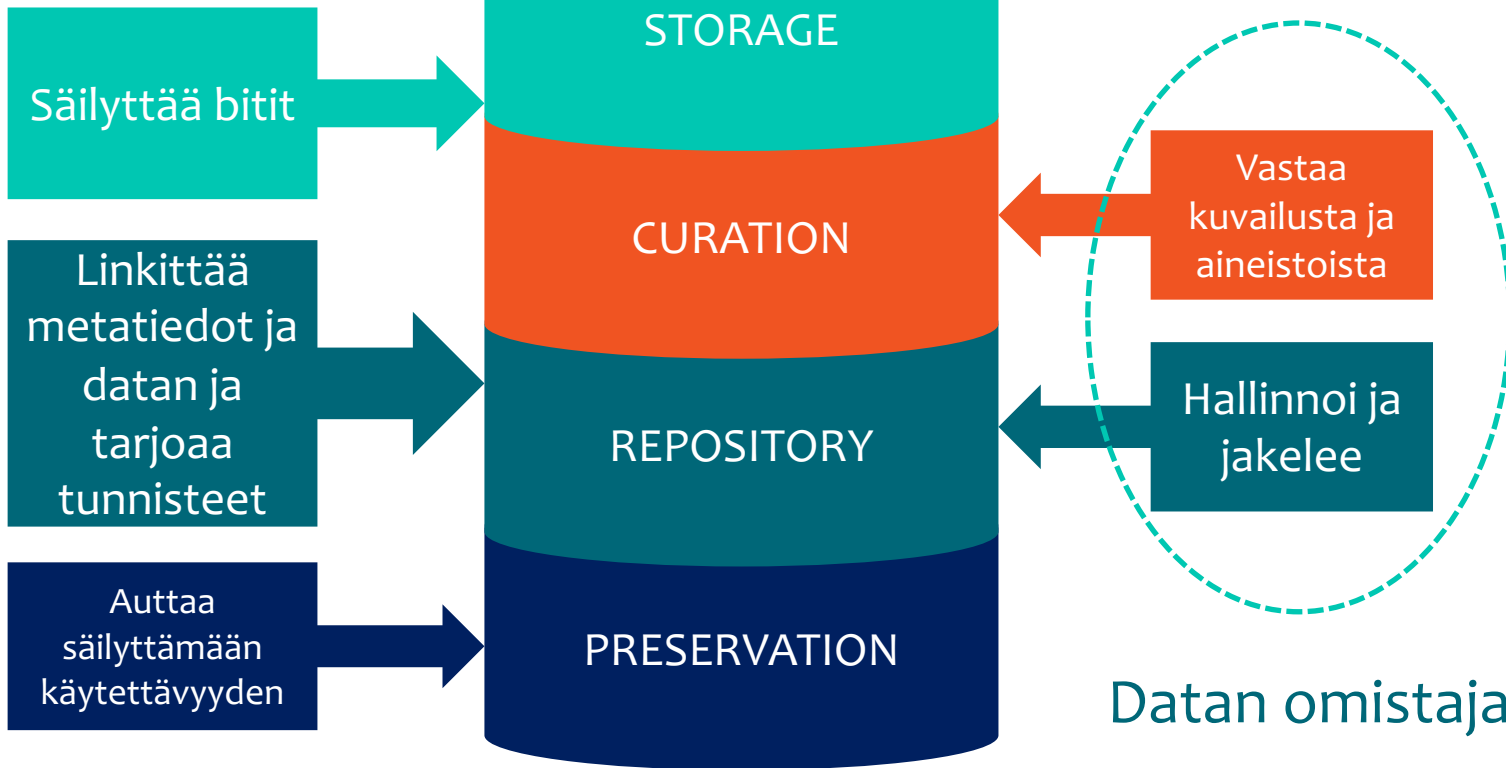 STORAGE
Säilyttää bitit
CURATION
Vastaa
kuvailusta ja
aineistoista
Linkittää
metatiedot ja
datan ja
tarjoaa
tunnisteet
REPOSITORY
Hallinnoi ja
jakelee
Auttaa
säilyttämään
käytettävyyden
PRESERVATION
Datan omistaja